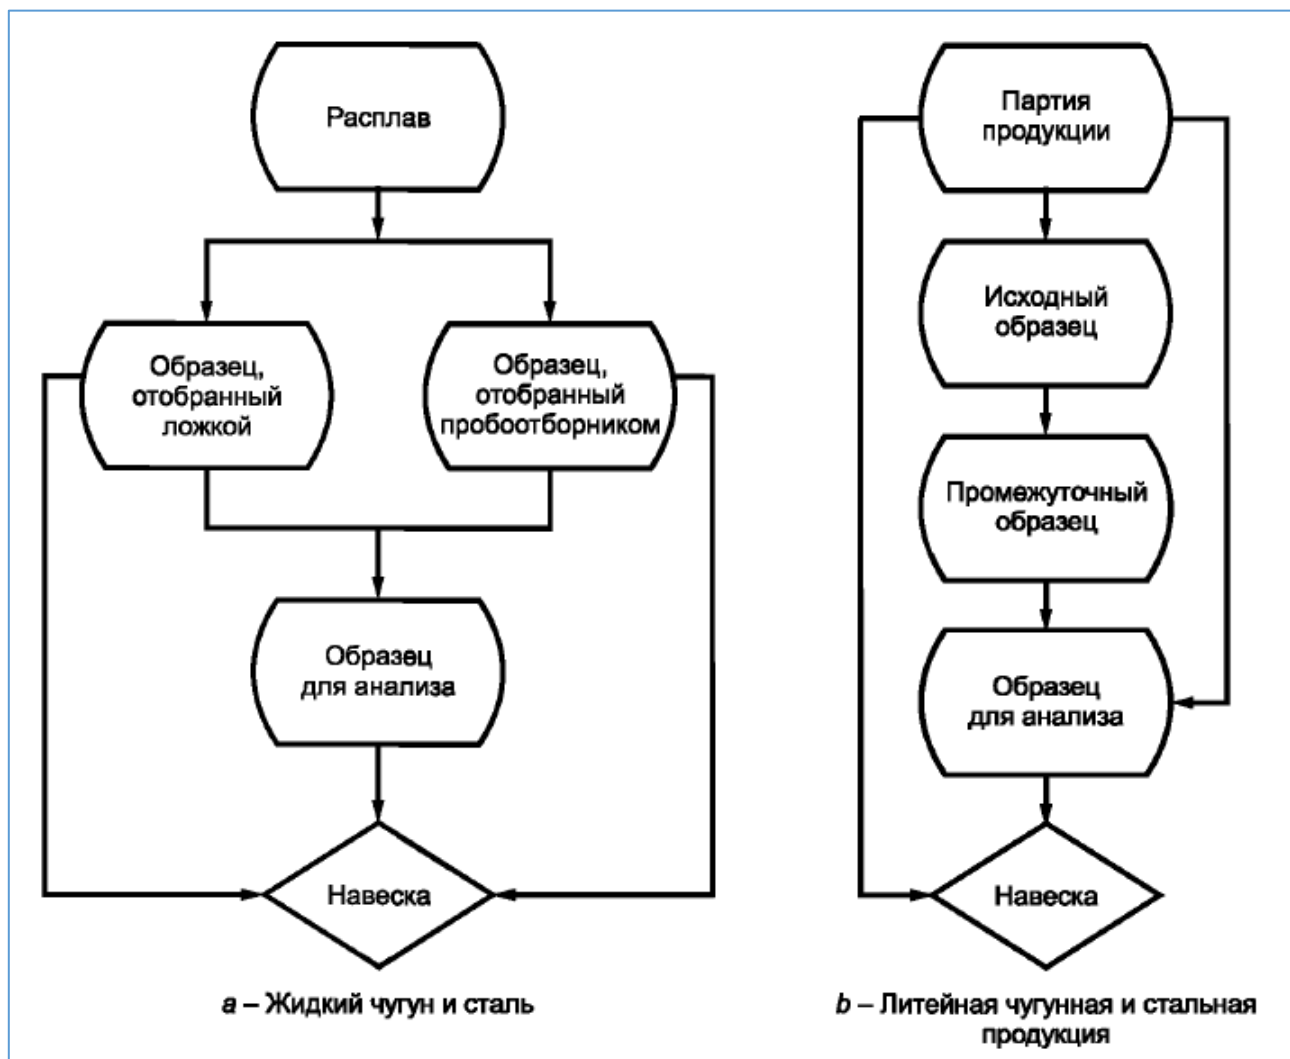 Расплав
Образец,
отобранный
ложкой
Образец,
отобранный
пробоотборником
Образец
для анализа
Навеска
a – Жидкий чугун и сталь
Партия
продукции
Исходный
образец
Промежуточный
образец
Образец
для анализа
Навеска
b – Литейная чугунная и стальная
продукция